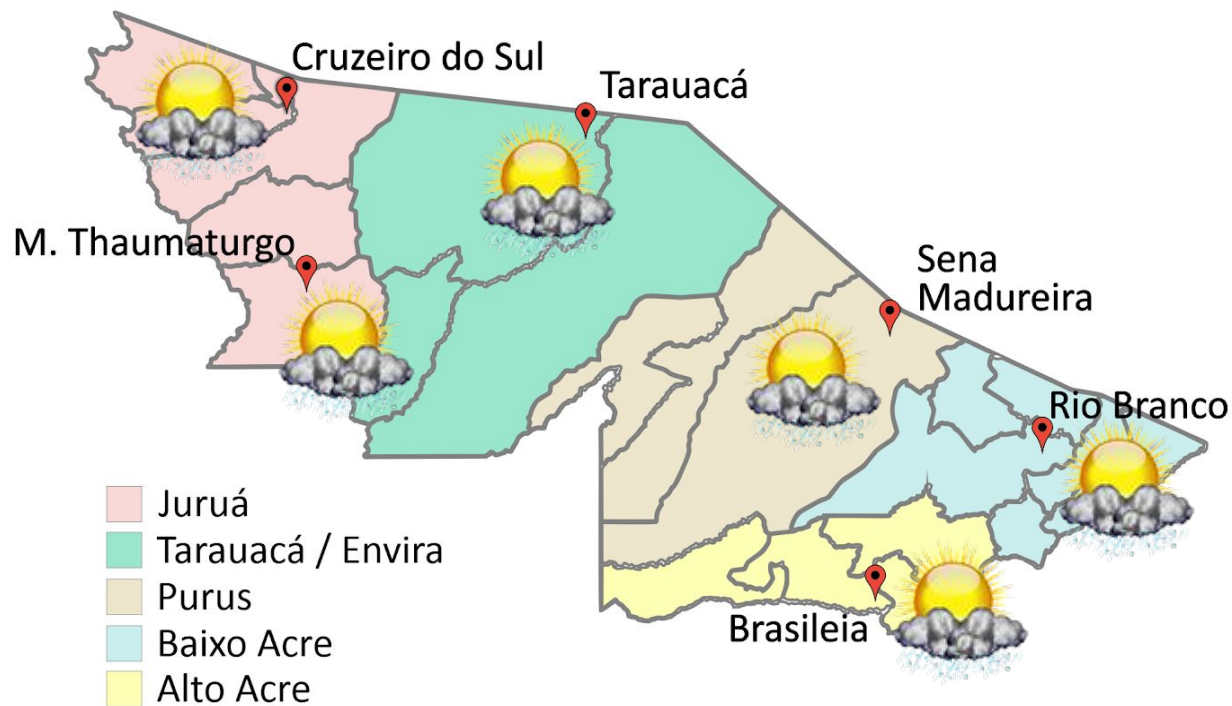 Cruzeiro do Sul
Tarauacá
M. Thaumaturgo
Sena
Madureira
Rio Branco
Brasileia
Juruá
Tarauacá / Envira
Purus
Baixo Acre
Alto Acre